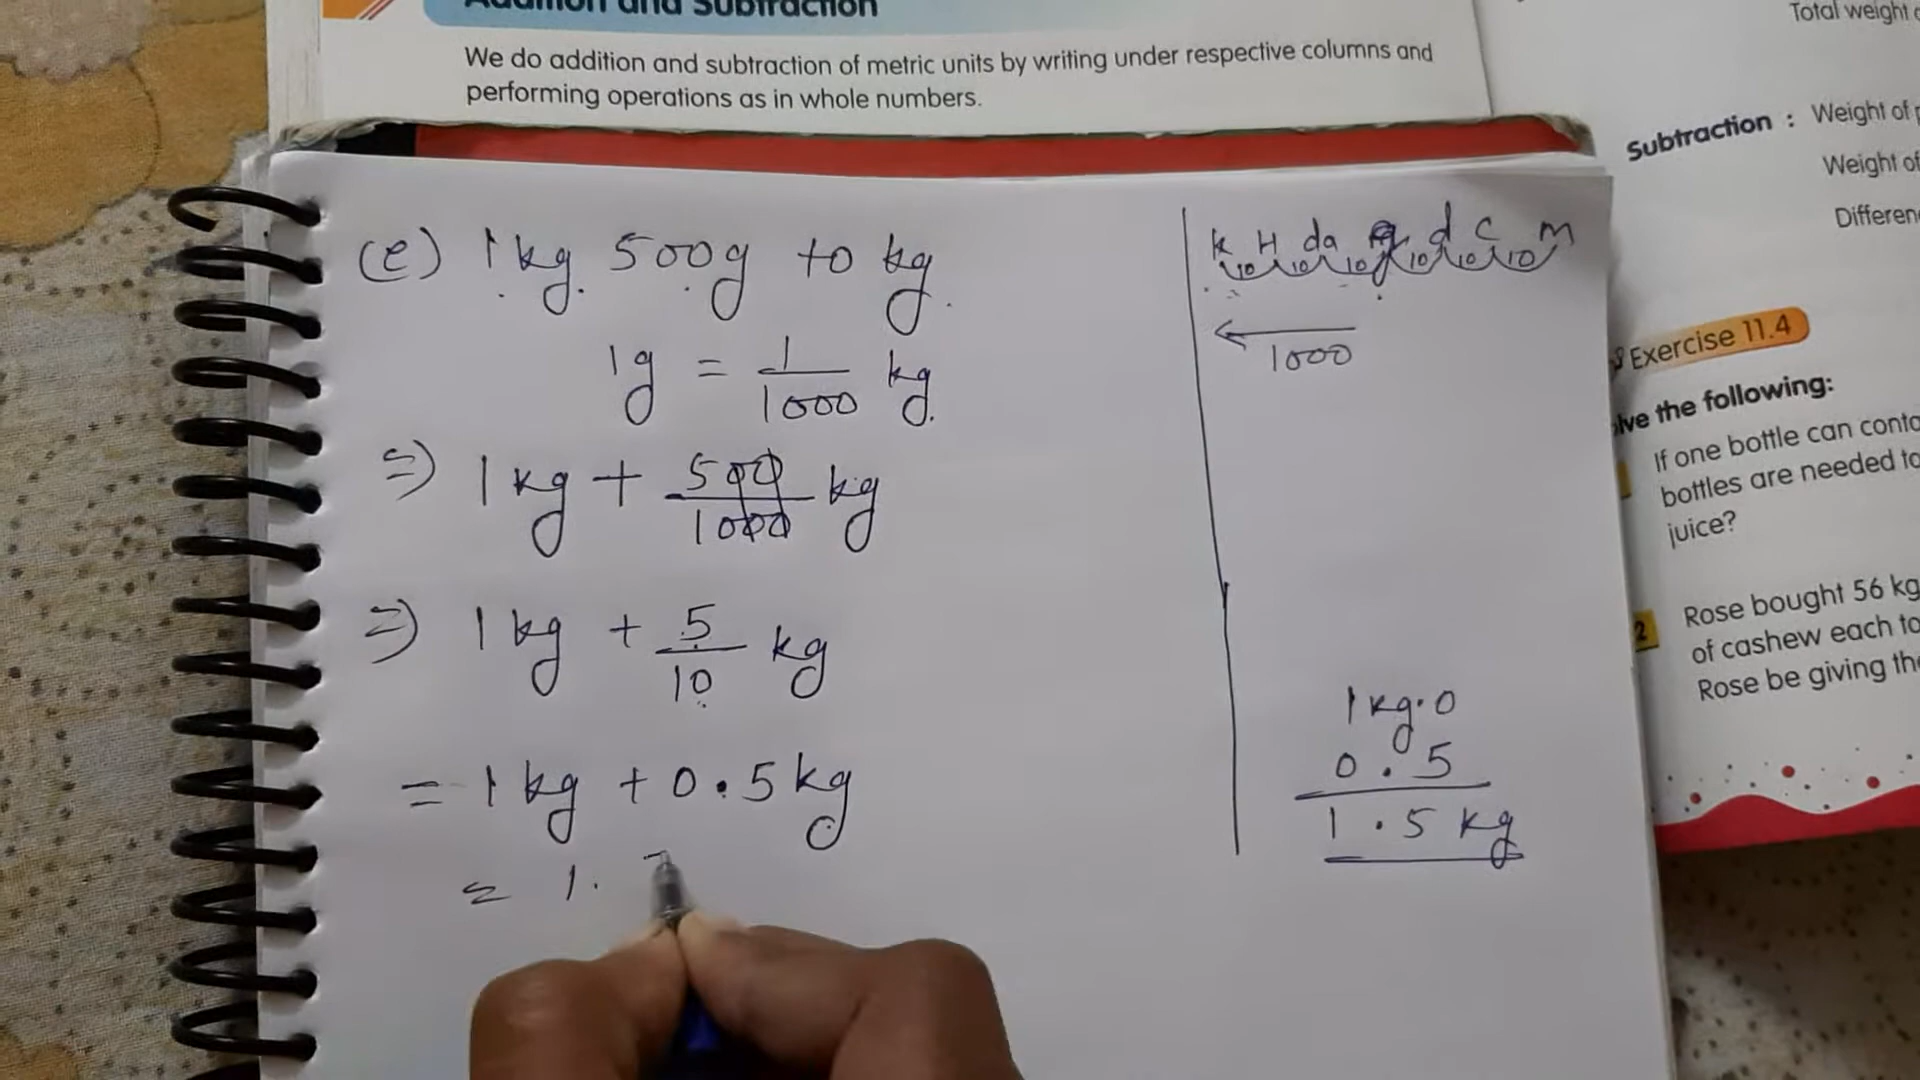 Addition and Subtraction
We do addition and subtraction of metric units by writing under respective columns and
performing operations as in whole numbers.
(e) 1 kg 500g to kg.
1g = 1/1000 kg.
⇒ 1 kg + 500/1000 kg
⇒ 1 kg + 5/10 kg
= 1 kg + 0.5 kg
= 1.
K H da g d c m
10 10 10 10 10 10
←
1000
1 kg.0
0.5
1.5 kg
Total weight
Subtraction : Weight of
Weight of
Exercise 11.4
the following:
If one bottle can
bottles are needed to
juice?
2 Rose bought 56 kg
of cashew each to
Rose be giving